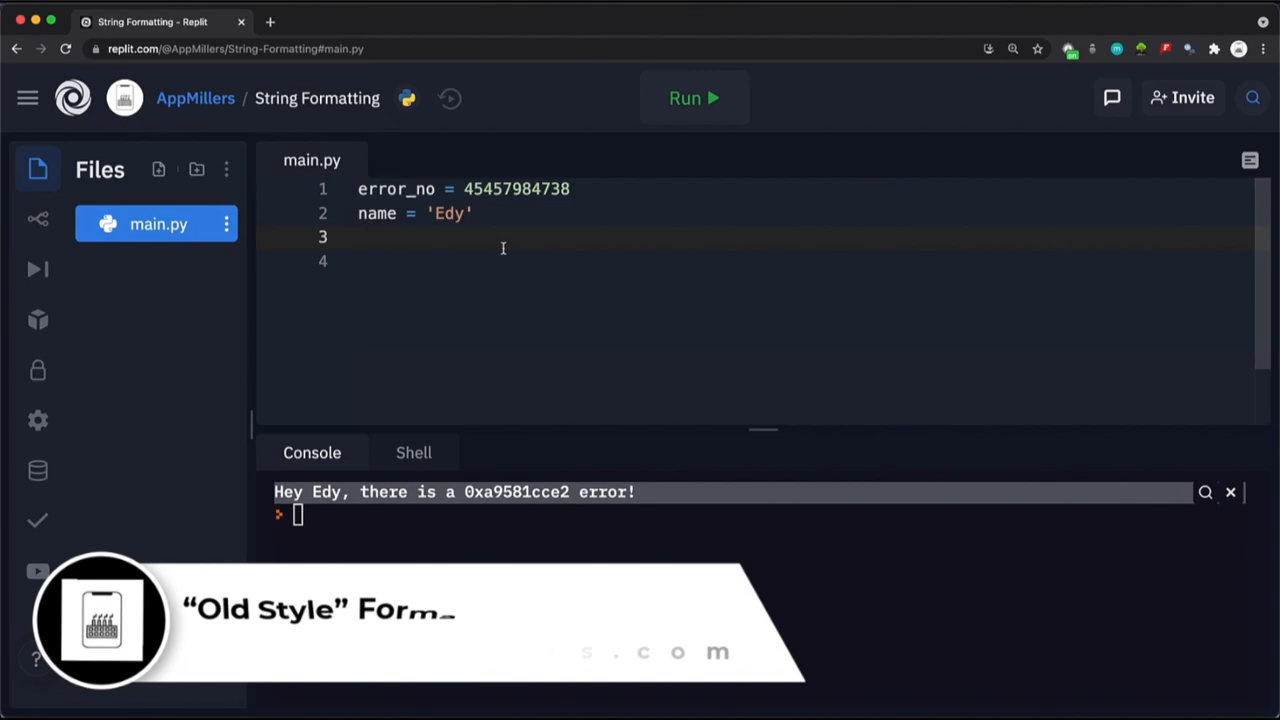 String Formatting - Replit
replit.com/@AppMillers/String-Formatting#main.py
on
AppMillers / String Formatting
Run
Invite
Files
main.py
main.py
1 error_no = 45457984738
2 name = 'Edy'
3
4
Console
Shell
Hey Edy, there is a 0xa9581cce2 error!
>
“Old Style”
s . c o m
?